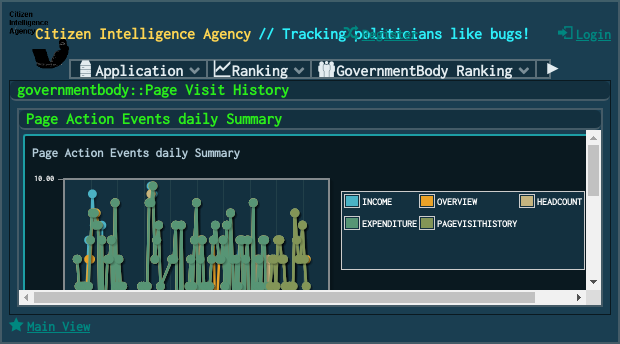 Citizen
Intelligence
Agency
Citizen Intelligence Agency // Tracking politicians like bugs!
Register
Login
Application
Ranking
GovernmentBody Ranking
governmentbody::Page Visit History
Page Action Events daily Summary
Page Action Events daily Summary
10.00
INCOME
OVERVIEW
HEADCOUNT
EXPENDITURE
PAGEVISITHISTORY
Main View